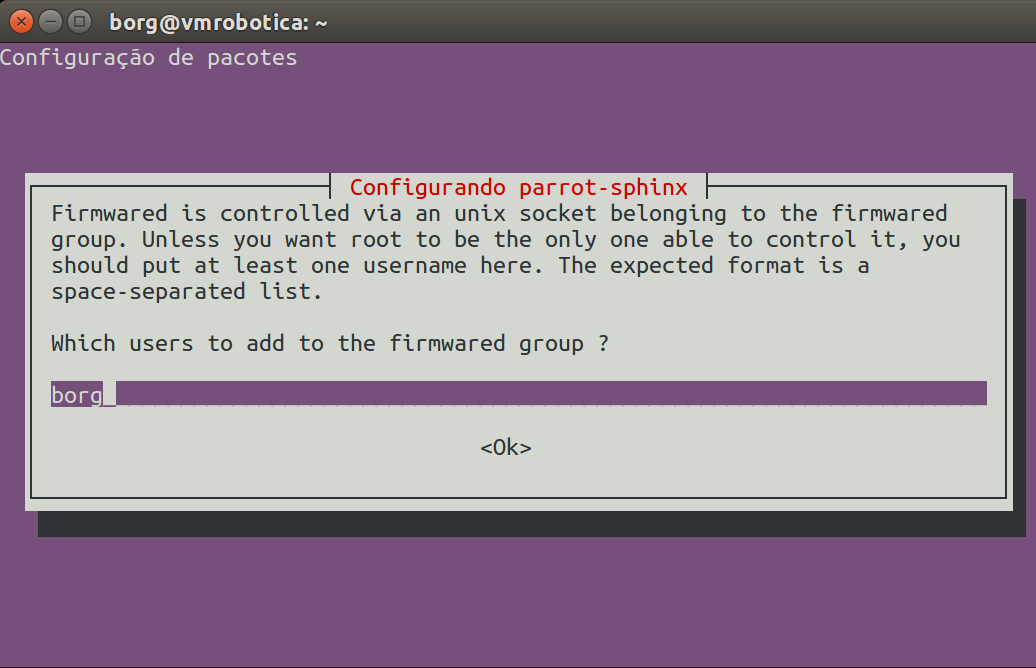 borg@vmrobotica: ~
Configuração de pacotes
Configurando parrot-sphinx
Firmwared is controlled via an unix socket belonging to the firmwared
group. Unless you want root to be the only one able to control it, you
should put at least one username here. The expected format is a
space-separated list.
Which users to add to the firmwared group ?
borg
<Ok>